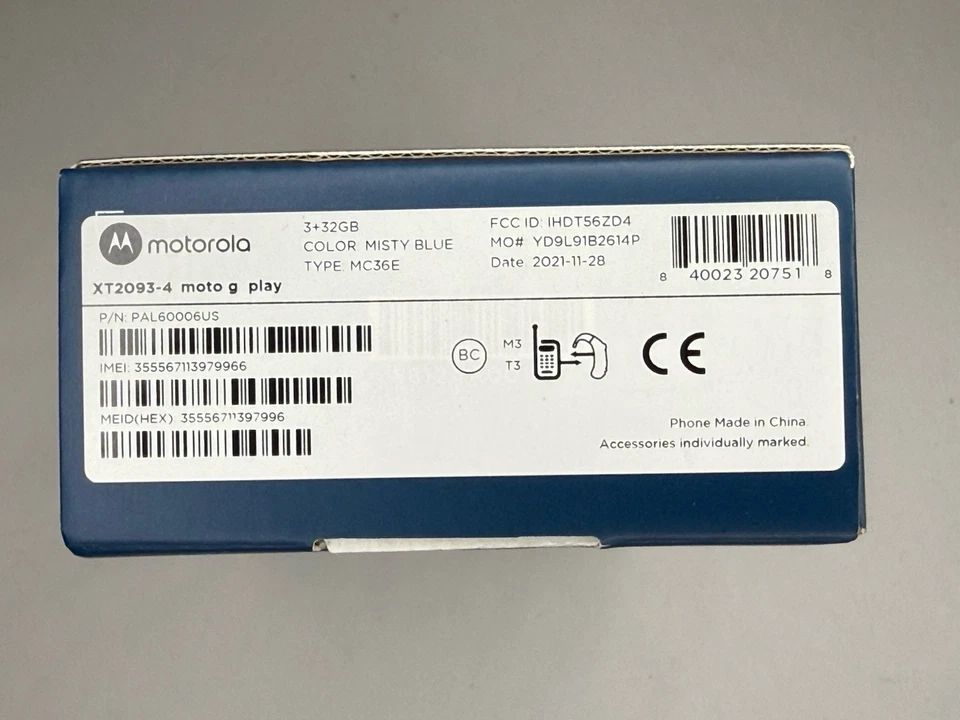 motorola
3+32GB
COLOR: MISTY BLUE
TYPE: MC36E
FCC ID: IHDT56ZD4
MO#: YD9L91B2614P
Date: 2021-11-28
8 40023 20751 8
XT2093-4 moto g play
P/N: PAL60006US
IMEI: 355567113979966
MEID(HEX): 35556711397996
BC
M3
T3
CE
Phone Made in China.
Accessories individually marked.